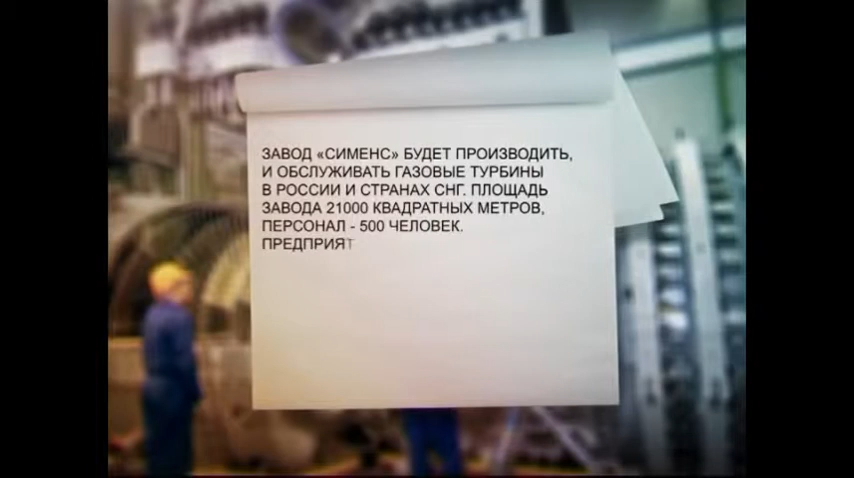 ЗАВОД «СИМЕНС» БУДЕТ ПРОИЗВОДИТЬ,
И ОБСЛУЖИВАТЬ ГАЗОВЫЕ ТУРБИНЫ
В РОССИИ И СТРАНАХ СНГ. ПЛОЩАДЬ
ЗАВОДА 21000 КВАДРАТНЫХ МЕТРОВ,
ПЕРСОНАЛ - 500 ЧЕЛОВЕК.
ПРЕДПРИЯТ